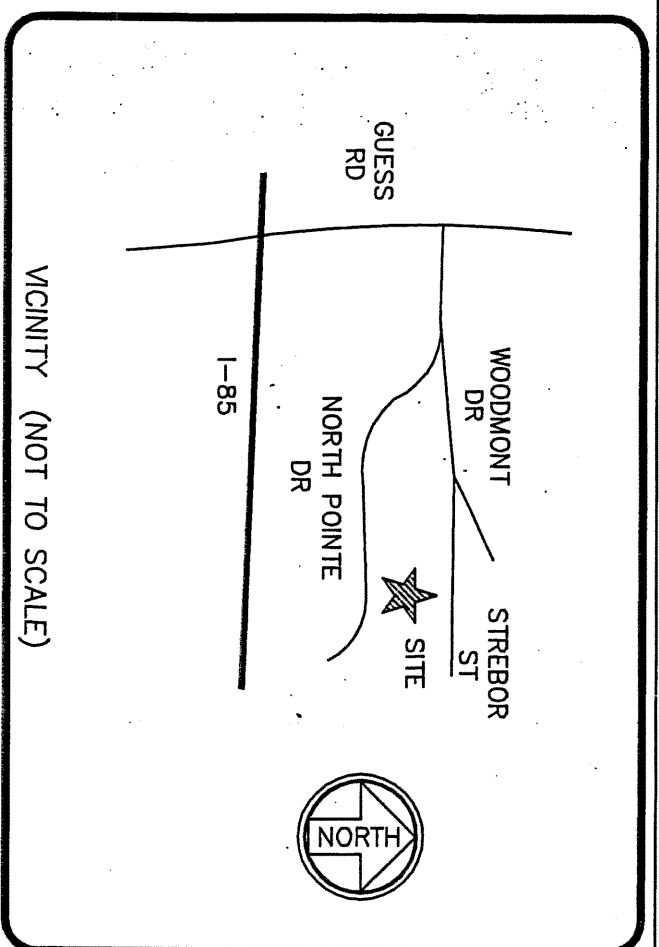 GUESS
RD
WOODMONT
DR
STREBOR
ST
NORTH POINTE
DR
SITE
I-85
NORTH
VICINITY (NOT TO SCALE)